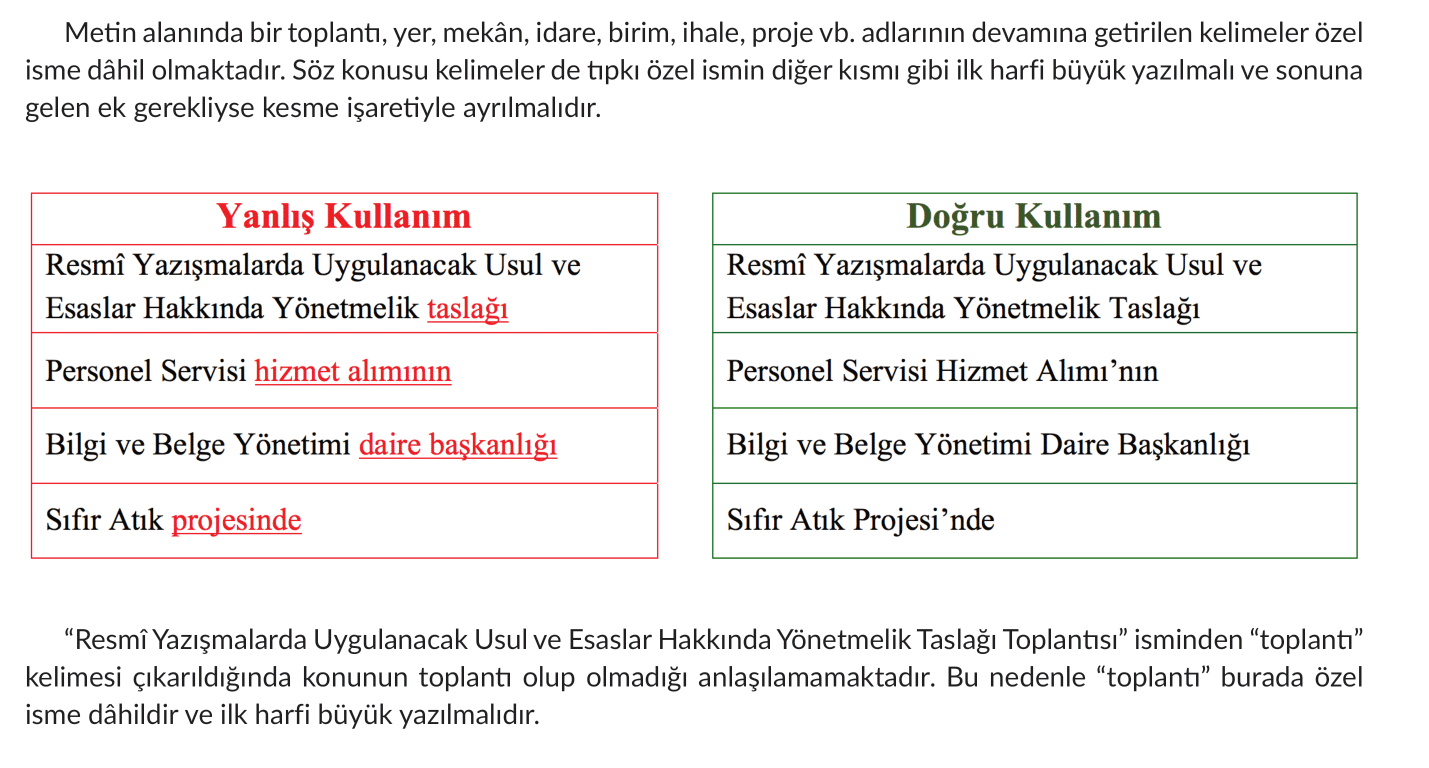 Metin alanında bir toplantı, yer, mekân, idare, birim, ihale, proje vb. adlarının devamına getirilen kelimeler özel
isme dâhil olmaktadır. Söz konusu kelimeler de tıpkı özel ismin diğer kısmı gibi ilk harfi büyük yazılmalı ve sonuna
gelen ek gerekliyse kesme işaretiyle ayrılmalıdır.
Yanlış Kullanım
Resmî Yazışmalarda Uygulanacak Usul ve
Esaslar Hakkında Yönetmelik taslağı
Personel Servisi hizmet alımının
Bilgi ve Belge Yönetimi daire başkanlığı
Sıfır Atık projesinde
Doğru Kullanım
Resmî Yazışmalarda Uygulanacak Usul ve
Esaslar Hakkında Yönetmelik Taslağı
Personel Servisi Hizmet Alımı’nın
Bilgi ve Belge Yönetimi Daire Başkanlığı
Sıfır Atık Projesi’nde
“Resmî Yazışmalarda Uygulanacak Usul ve Esaslar Hakkında Yönetmelik Taslağı Toplantısı” isminden “toplantı”
kelimesi çıkarıldığında konunun toplantı olup olmadığı anlaşılamamaktadır. Bu nedenle “toplantı” burada özel
isme dâhildir ve ilk harfi büyük yazılmalıdır.